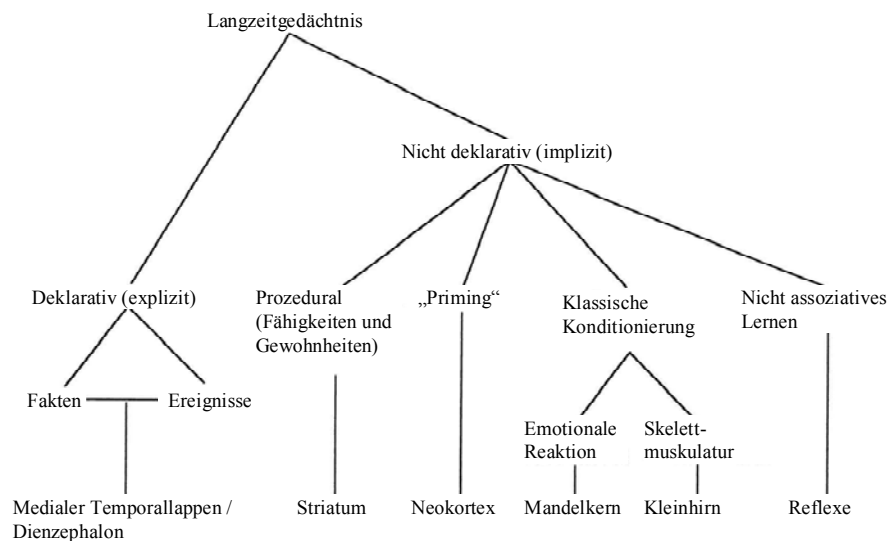 Langzeitgedächtnis
Nicht deklarativ (implizit)
Deklarativ (explizit)
Prozedural
(Fähigkeiten und
Gewohnheiten)
„Priming“
Klassische
Konditionierung
Nicht assoziatives
Lernen
Fakten
Ereignisse
Emotionale
Reaktion
Skelett-
muskulatur
Medialer Temporallappen /
Dienzephalon
Striatum
Neokortex
Mandelkern
Kleinhirn
Reflexe